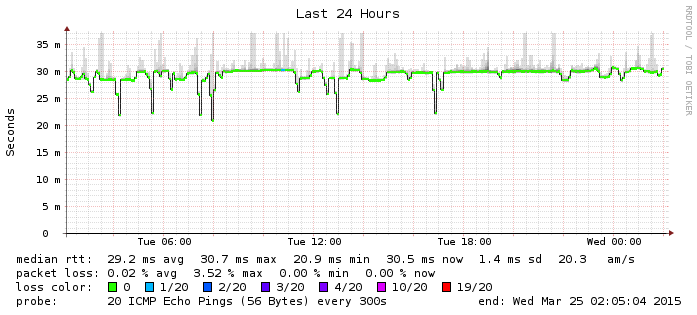 Last 24 Hours
RRDTOOL / TOBI OETIKER
Seconds
35 m
30 m
25 m
20 m
15 m
10 m
5 m
0
Tue 06:00 Tue 12:00 Tue 18:00 Wed 00:00
median rtt: 29.2 ms avg 30.7 ms max 20.9 ms min 30.5 ms now 1.4 ms sd 20.3 am/s
packet loss: 0.02 % avg 3.52 % max 0.00 % min 0.00 % now
loss color: 0 1/20 2/20 3/20 4/20 10/20 19/20
probe: 20 ICMP Echo Pings (56 Bytes) every 300s end: Wed Mar 25 02:05:04 2015